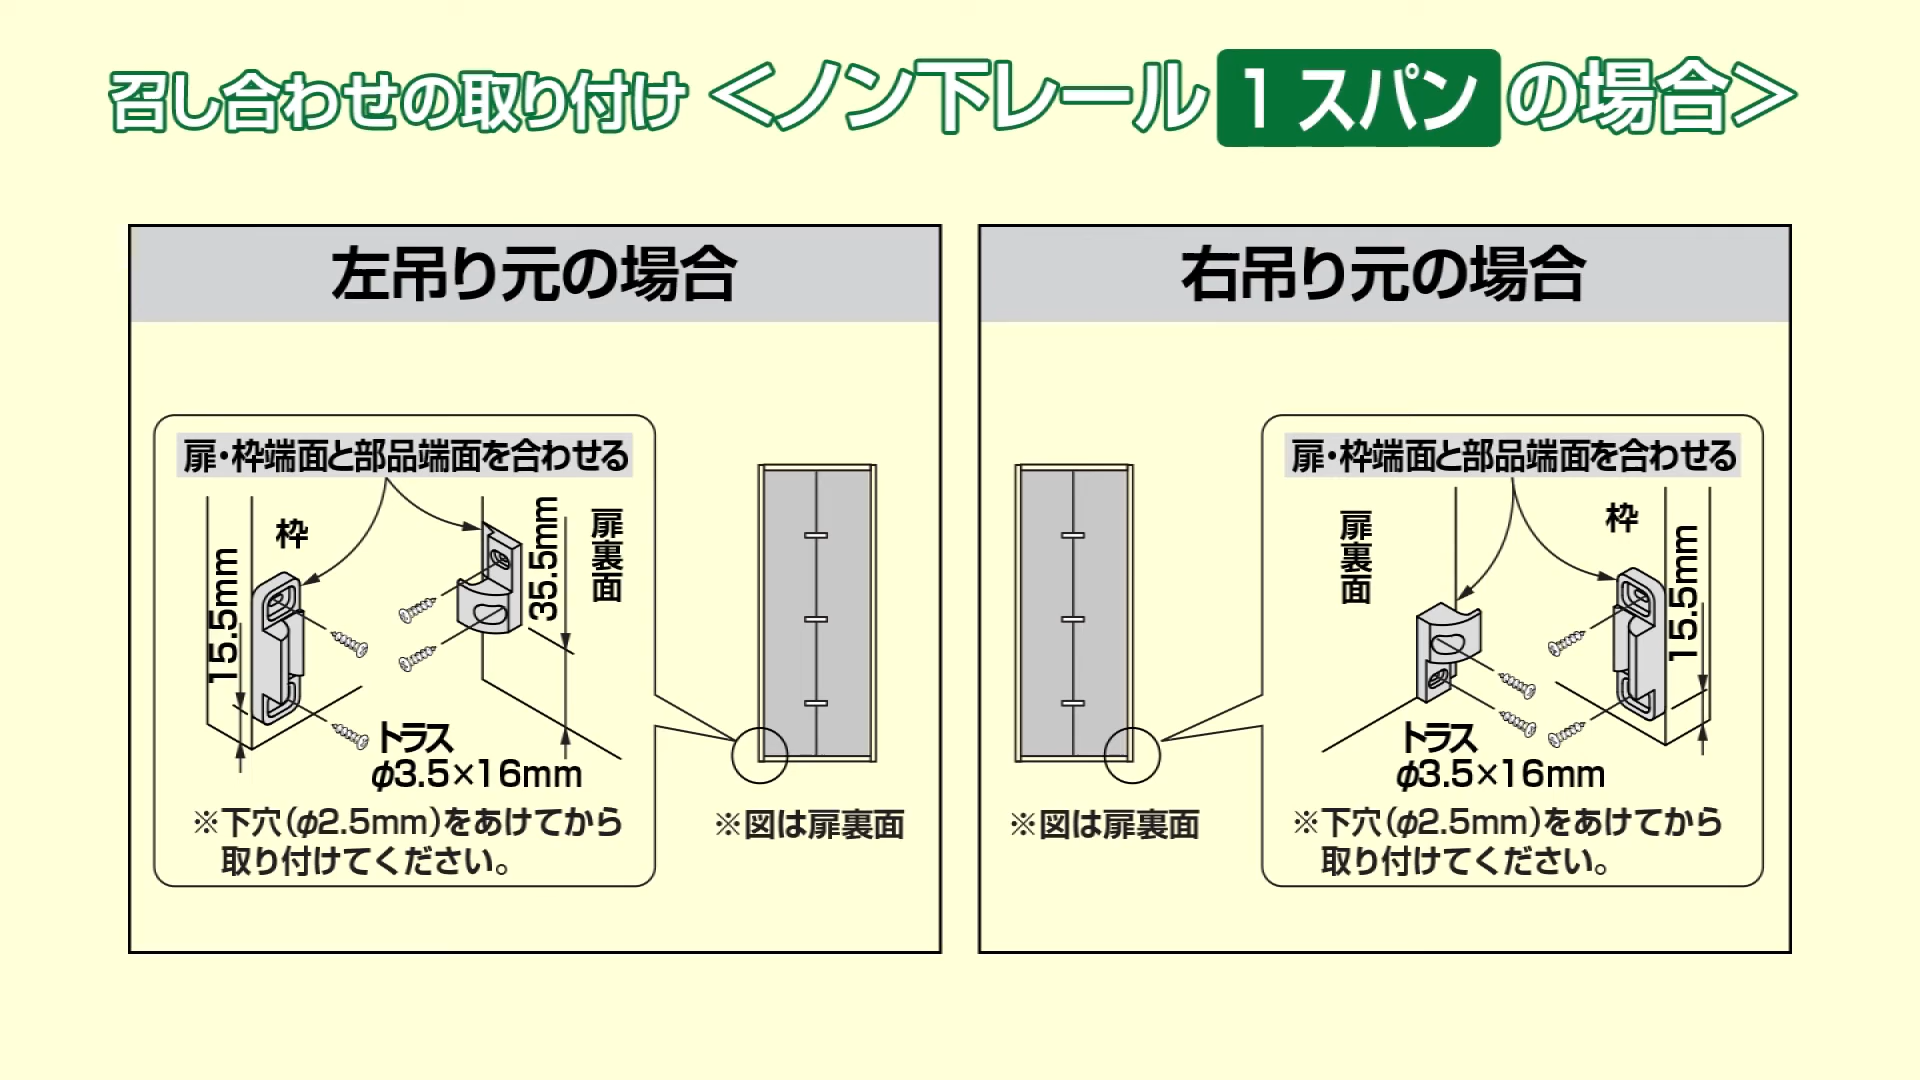 召し合わせの取り付け＜ノン下レール 1スパン の場合＞
左吊り元の場合
扉・枠端面と部品端面を合わせる
枠
扉裏面
15.5mm
35.5mm
トラス
φ3.5×16mm
※下穴（φ2.5mm）をあけてから
取り付けてください。
※図は扉裏面
右吊り元の場合
扉・枠端面と部品端面を合わせる
扉裏面
枠
15.5mm
トラス
φ3.5×16mm
※下穴（φ2.5mm）をあけてから
取り付けてください。
※図は扉裏面